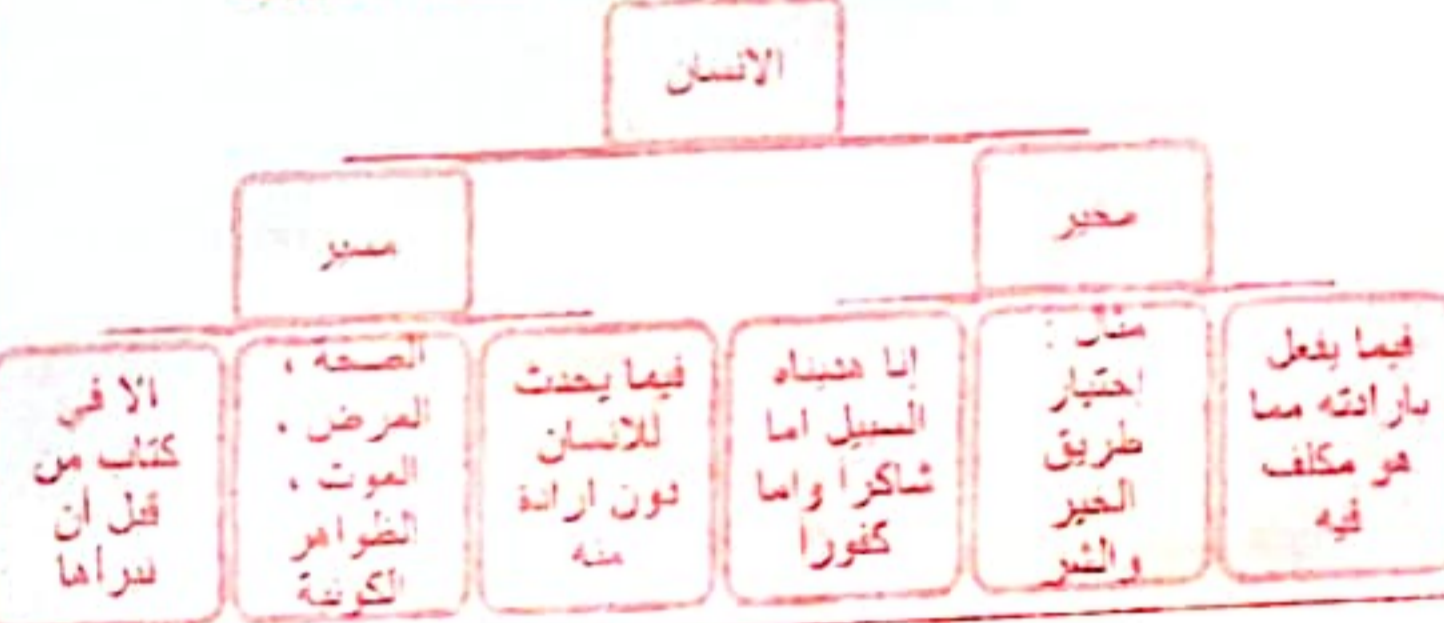 الانسان
مخير
مسير
فيما يفعل
بارادته مما
هو مكلف
فيه
مثال :
اختيار
طريق
الخير
والشر
إنا هديناه
السبيل اما
شاكرا واما
كفورا
فيما يحدث
للانسان
دون ارادة
منه
الصحة ،
المرض ،
الموت ،
الظواهر
الكونية
الا في
كتاب من
قبل أن
نبرأها